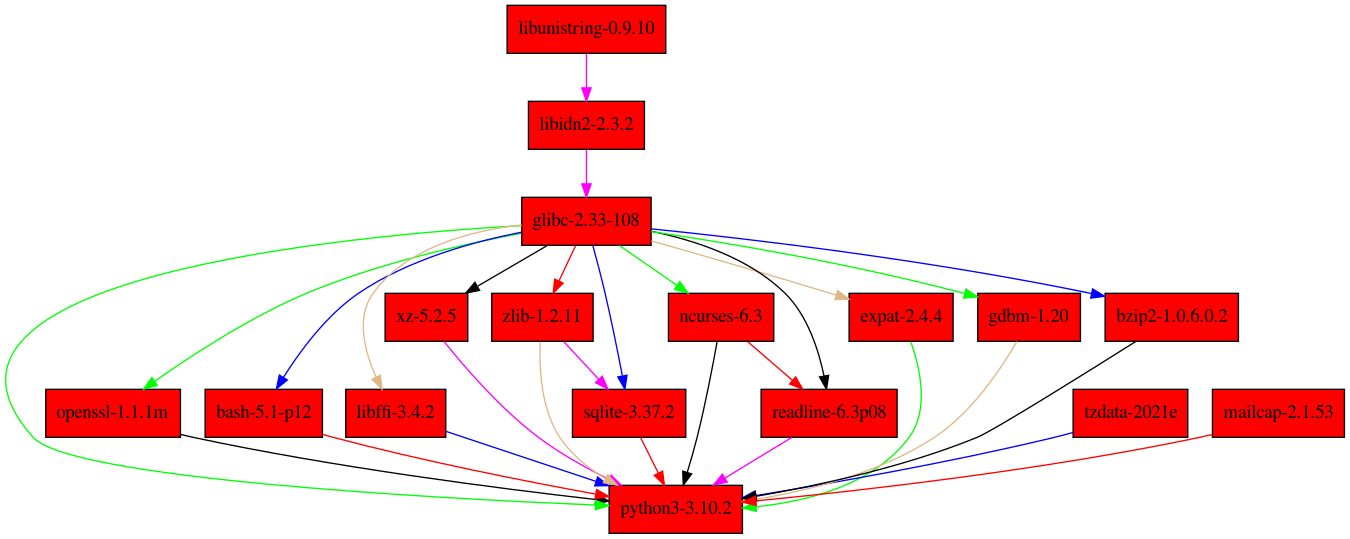 libunistring-0.9.10
libidn2-2.3.2
glibc-2.33-108
xz-5.2.5
zlib-1.2.11
ncurses-6.3
expat-2.4.4
gdbm-1.20
bzip2-1.0.6.0.2
openssl-1.1.1m
bash-5.1-p12
libffi-3.4.2
sqlite-3.37.2
readline-6.3p08
tzdata-2021e
mailcap-2.1.53
python3-3.10.2